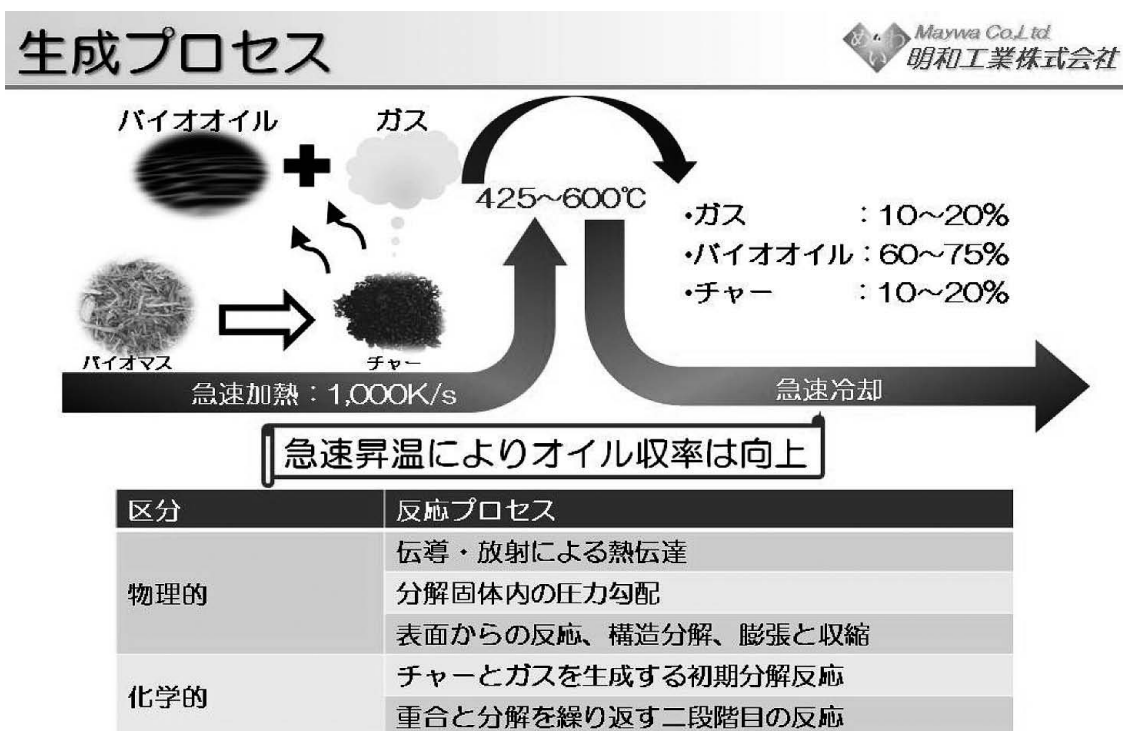 生成プロセス
めいわ
Maywa Co,Ltd
明和工業株式会社
バイオオイル
ガス
425～600℃
・ガス　　　：10～20%
・バイオオイル：60～75%
・チャー　　：10～20%
バイオマス
チャー
急速加熱：1,000K/s
急速冷却
急速昇温によりオイル収率は向上
区分　反応プロセス
物理的
伝導・放射による熱伝達
分解固体内の圧力勾配
表面からの反応、構造分解、膨張と収縮
化学的
チャーとガスを生成する初期分解反応
重合と分解を繰り返す二段階目の反応